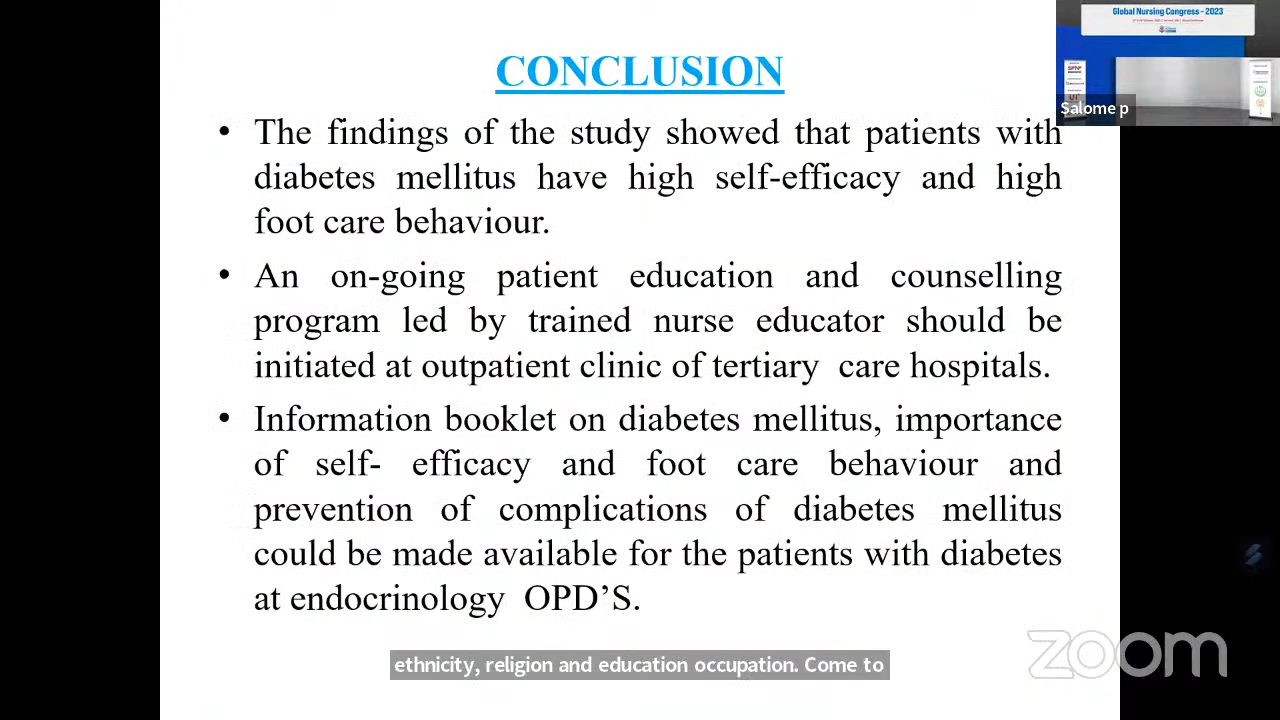 Global Nursing Congress - 2023
Salome p
CONCLUSION
• The findings of the study showed that patients with
diabetes mellitus have high self-efficacy and high
foot care behaviour.
• An on-going patient education and counselling
program led by trained nurse educator should be
initiated at outpatient clinic of tertiary care hospitals.
• Information booklet on diabetes mellitus, importance
of self- efficacy and foot care behaviour and
prevention of complications of diabetes mellitus
could be made available for the patients with diabetes
at endocrinology OPD’S.
ethnicity, religion and education occupation. Come to
zoom